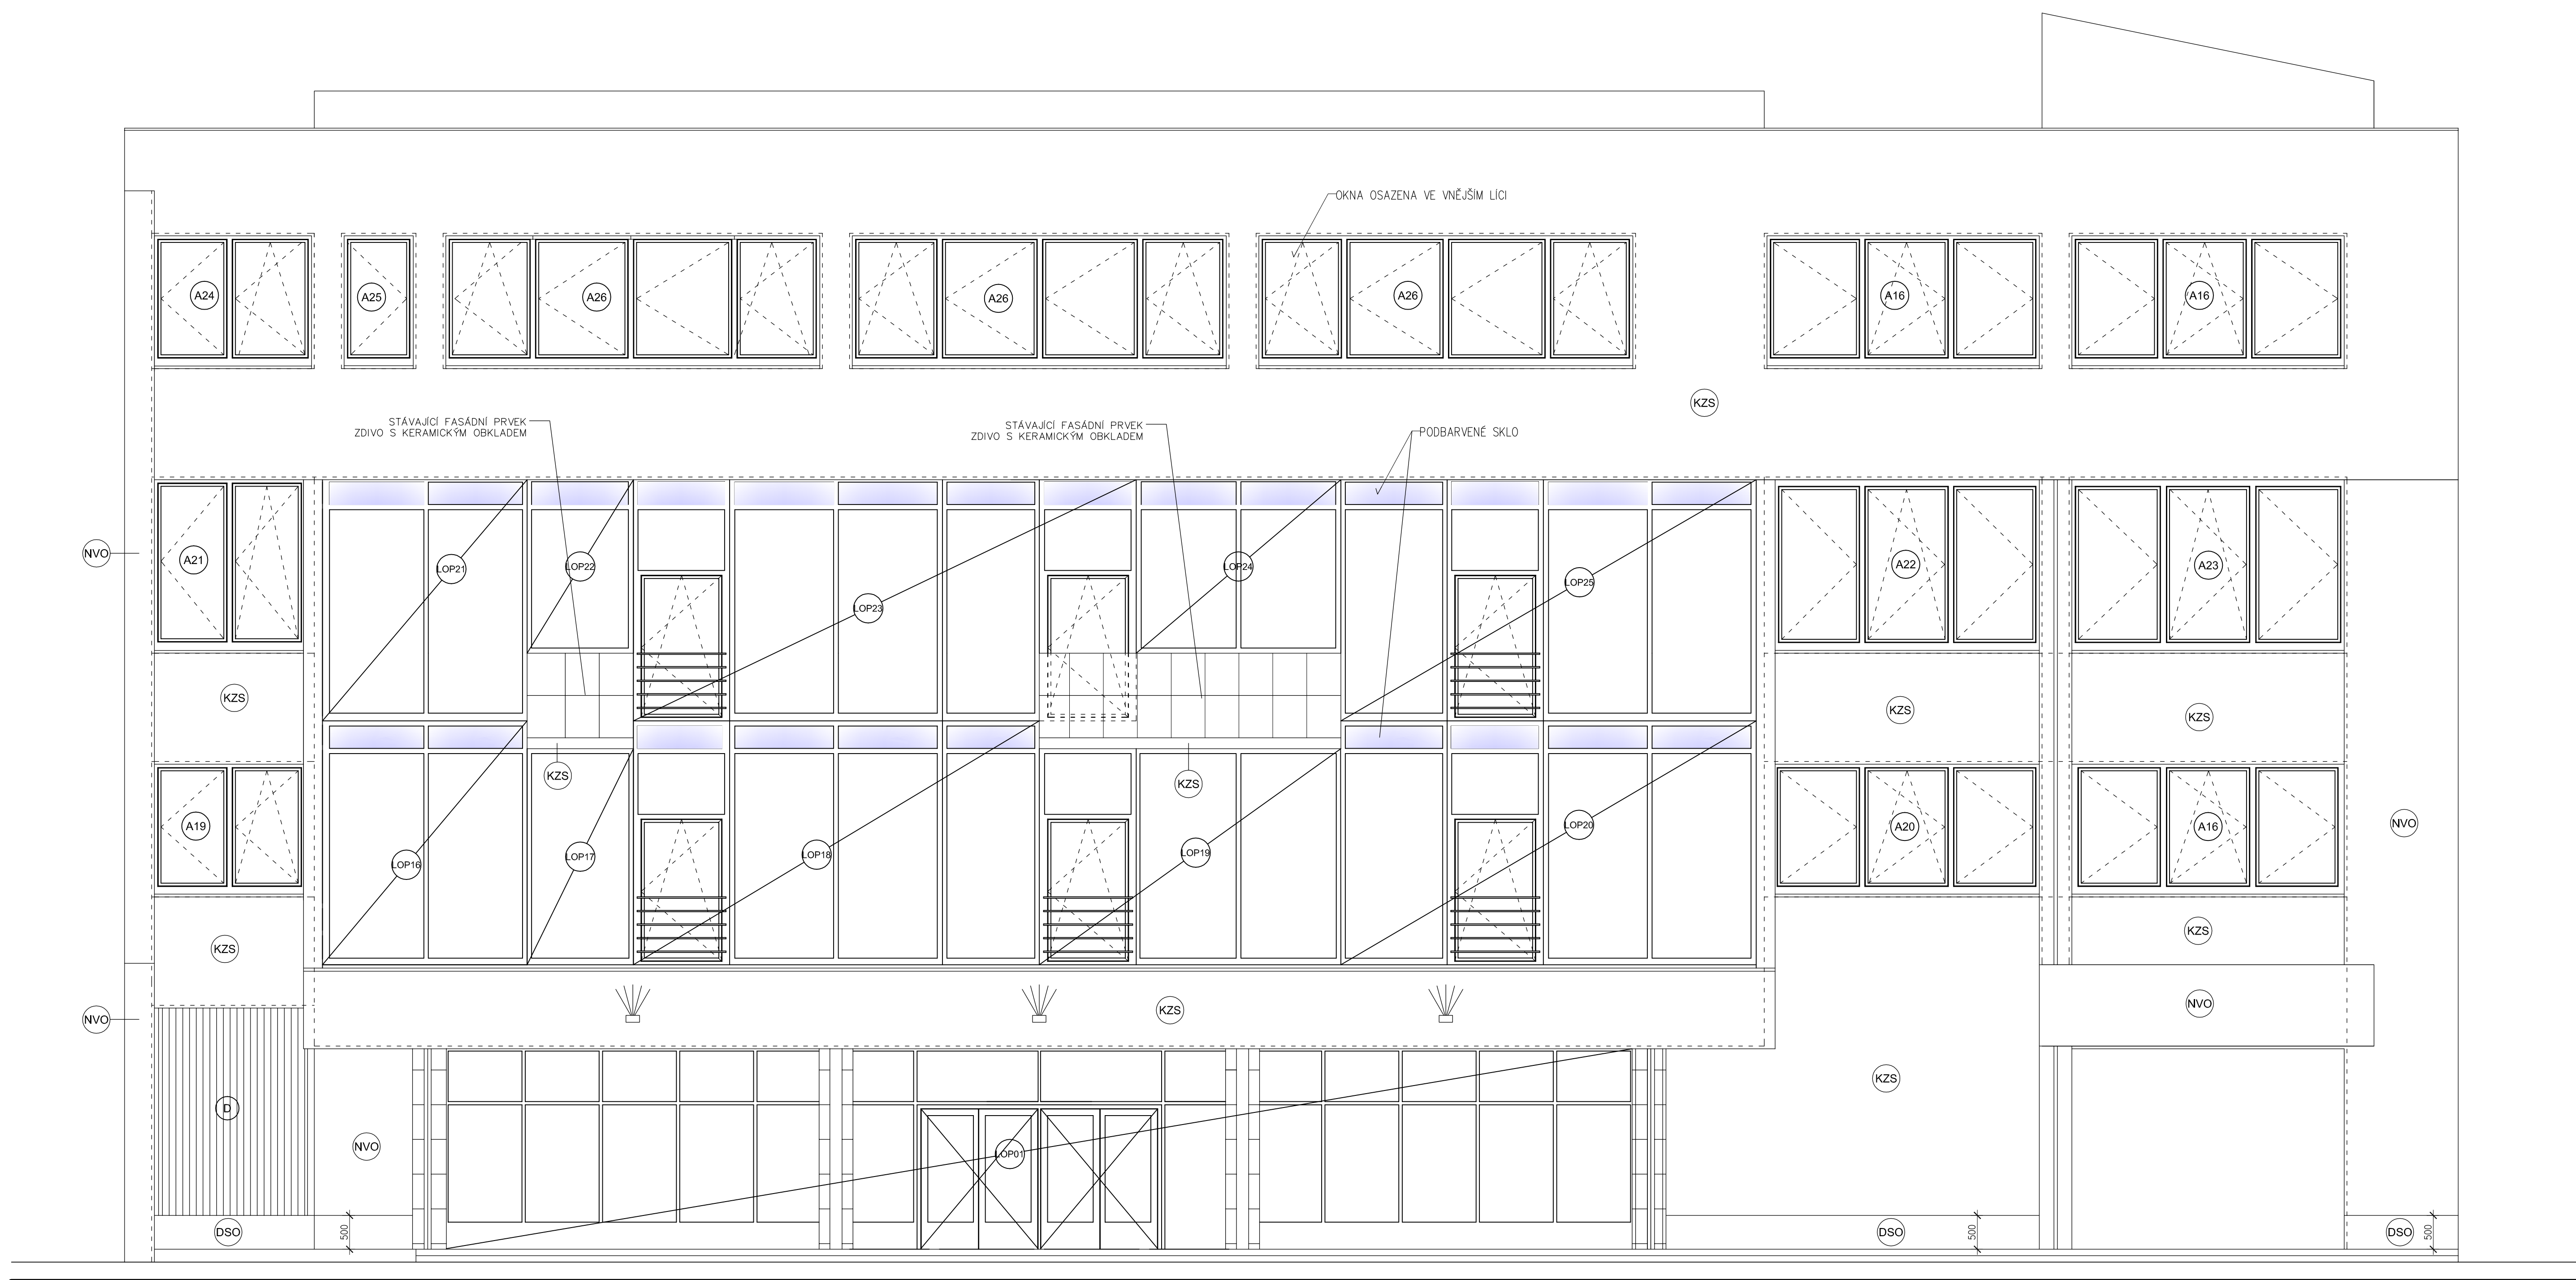 OKNA OSAZENA VE VNĚJŠÍM LÍCI
A24
A25
A26
A26
A26
A16
A16
KZS
STÁVAJÍCÍ FASÁDNÍ PRVEK
ZDIVO S KERAMICKÝM OBKLADEM
STÁVAJÍCÍ FASÁDNÍ PRVEK
ZDIVO S KERAMICKÝM OBKLADEM
PODBARVENÉ SKLO
NVO
A21
LOP21
LOP22
LOP23
LOP24
LOP25
A22
A23
KZS
KZS
KZS
KZS
KZS
A19
LOP16
LOP17
LOP18
LOP19
LOP20
A20
A16
NVO
KZS
KZS
NVO
KZS
NVO
D
NVO
LOP01
KZS
DSO
500
DSO
500
DSO
500